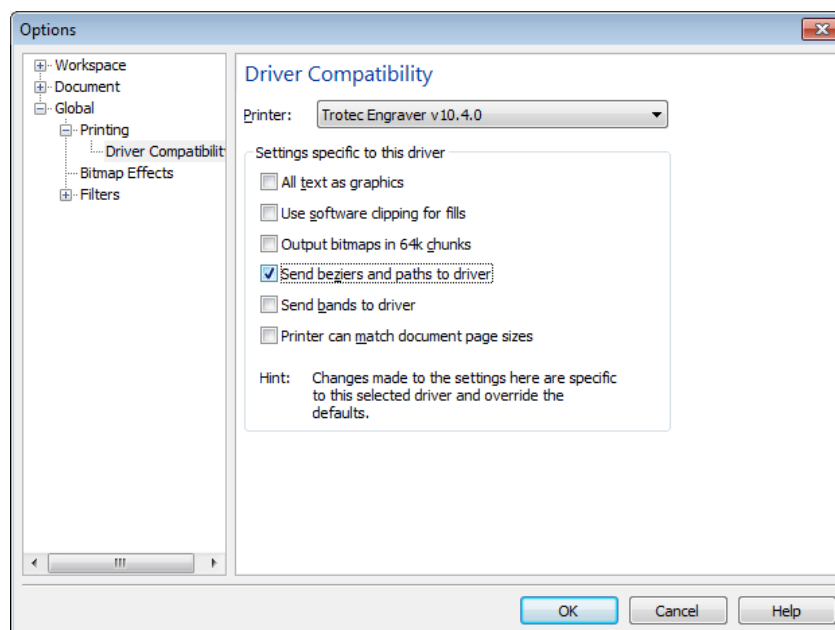 Options
Workspace
Document
Global
Printing
Driver Compatibilit
Bitmap Effects
Filters
Driver Compatibility
Printer: Trotec Engraver v10.4.0
Settings specific to this driver
All text as graphics
Use software clipping for fills
Output bitmaps in 64k chunks
Send beziers and paths to driver
Send bands to driver
Printer can match document page sizes
Hint: Changes made to the settings here are specific
to this selected driver and override the
defaults.
OK Cancel Help